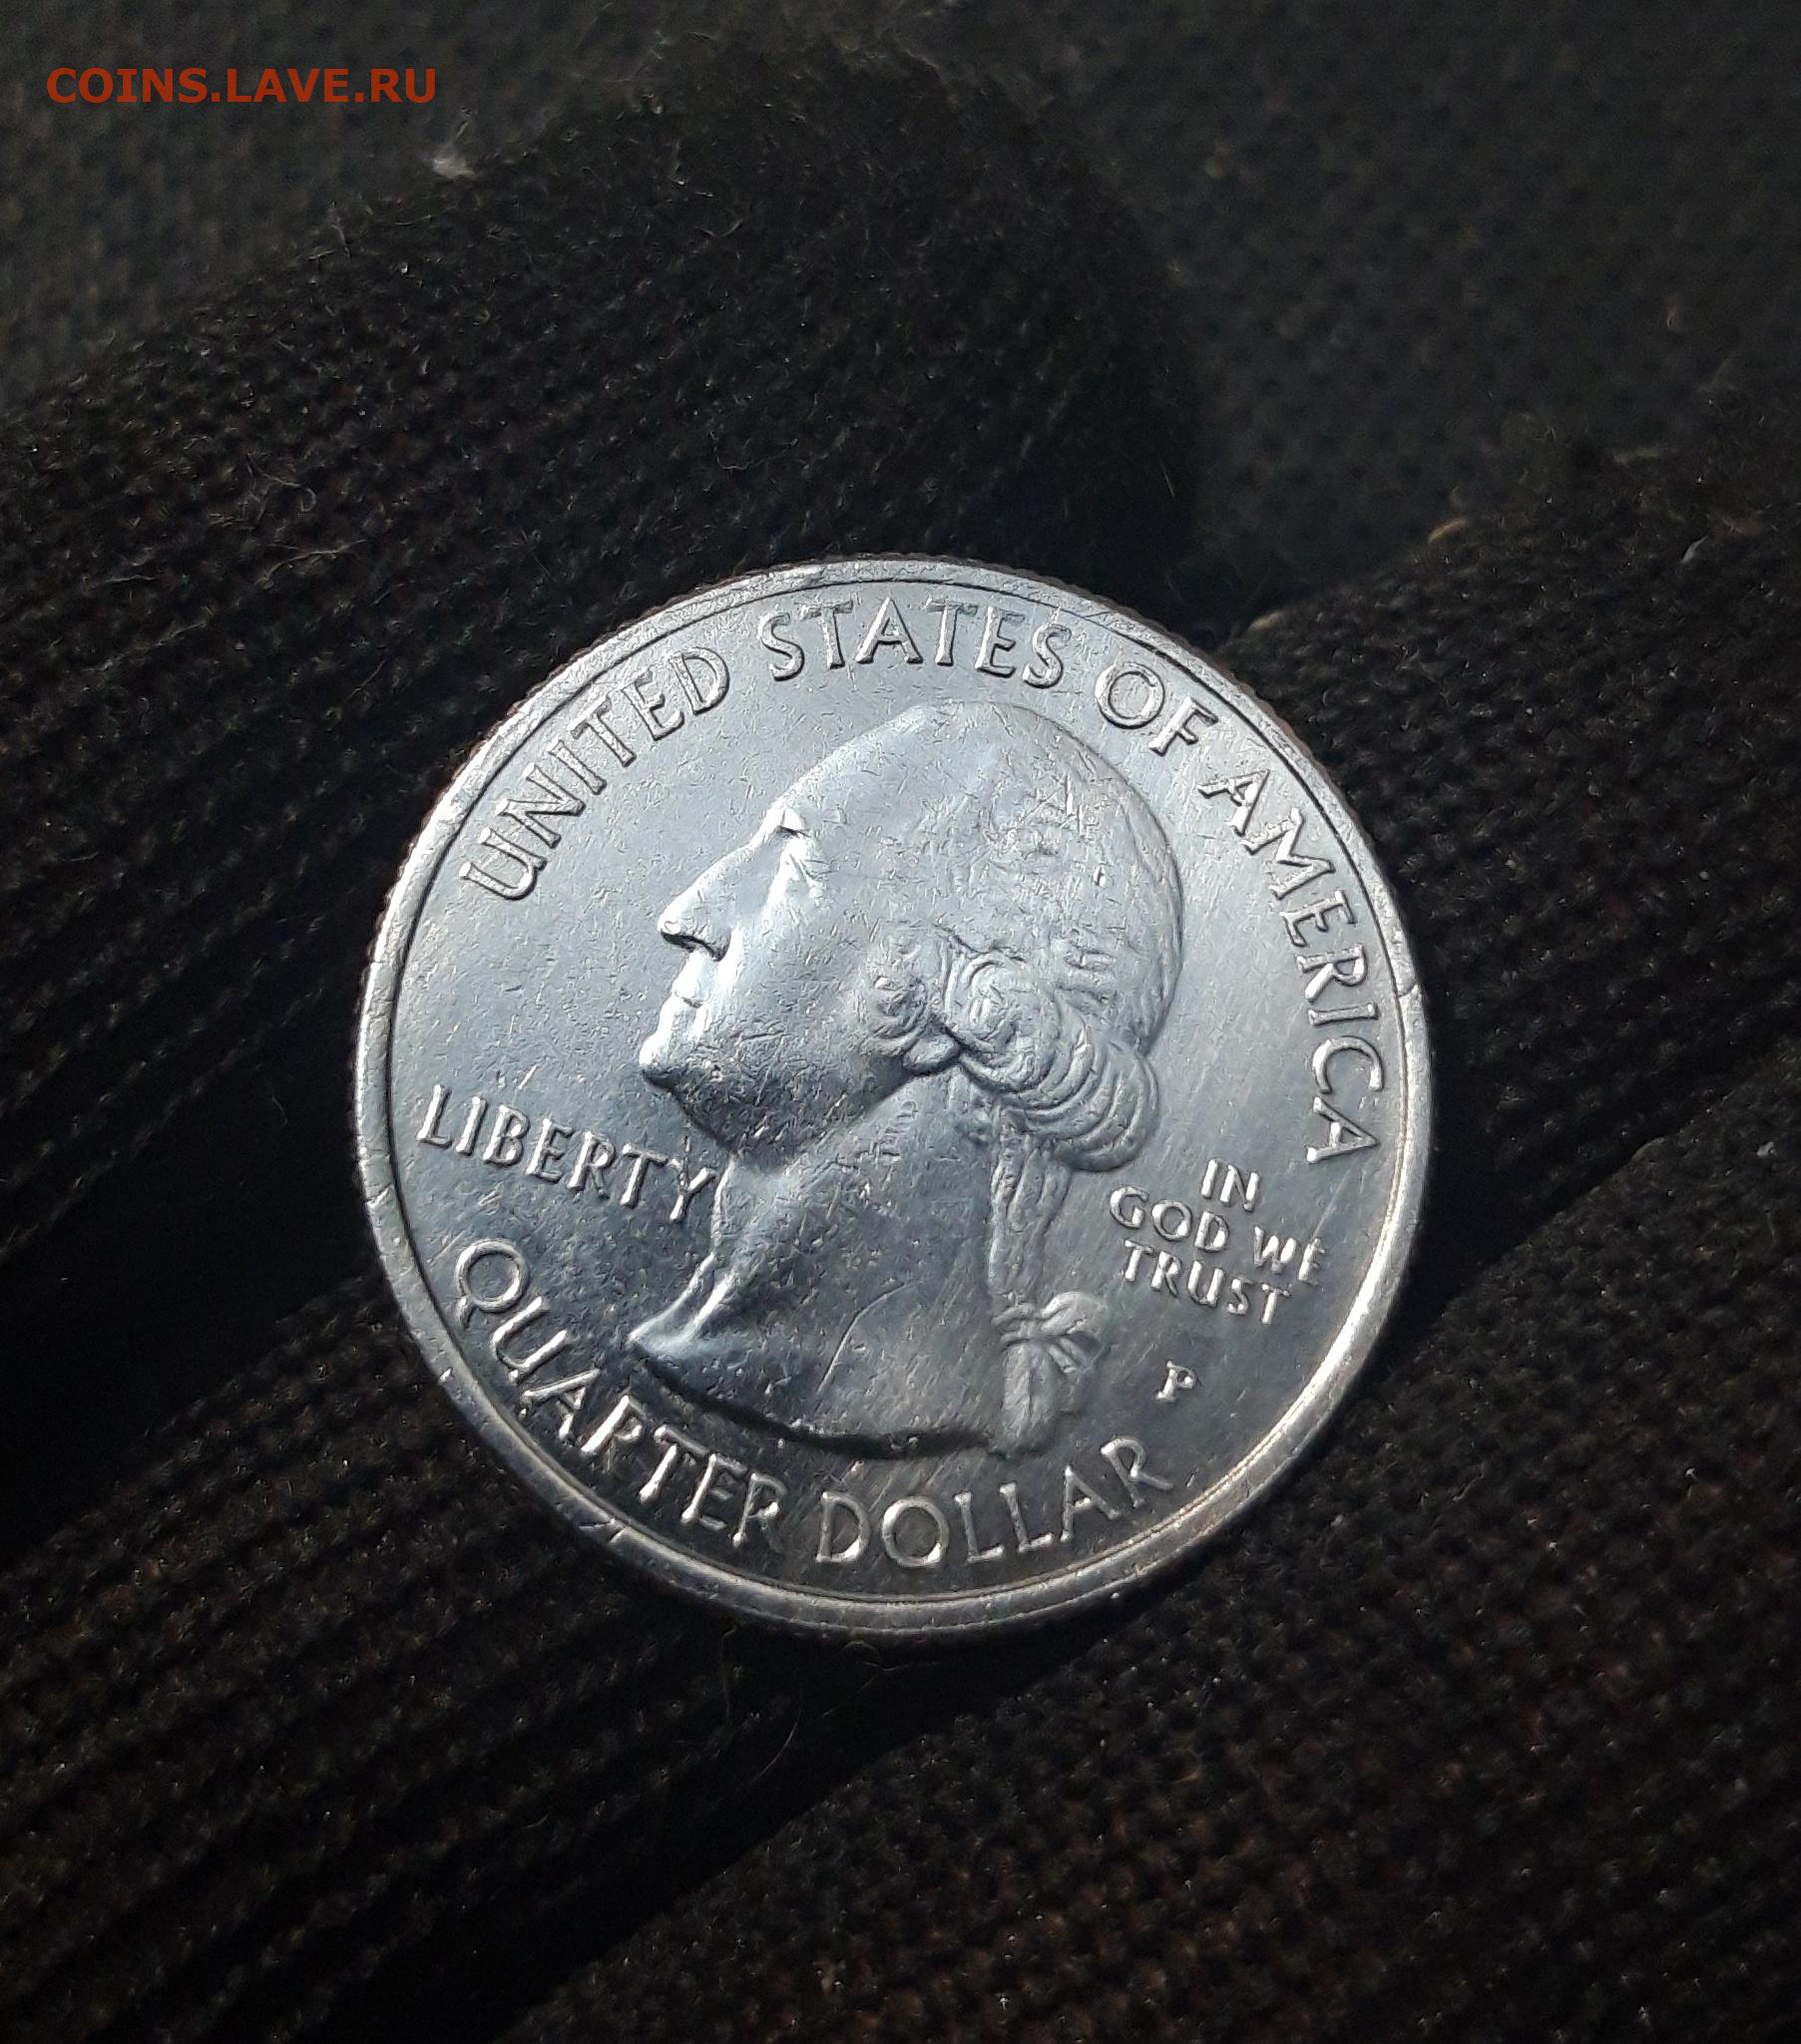 COINS.LAVE.RU
UNITED STATES OF AMERICA
LIBERTY
IN
GOD WE
TRUST
P
QUARTER DOLLAR